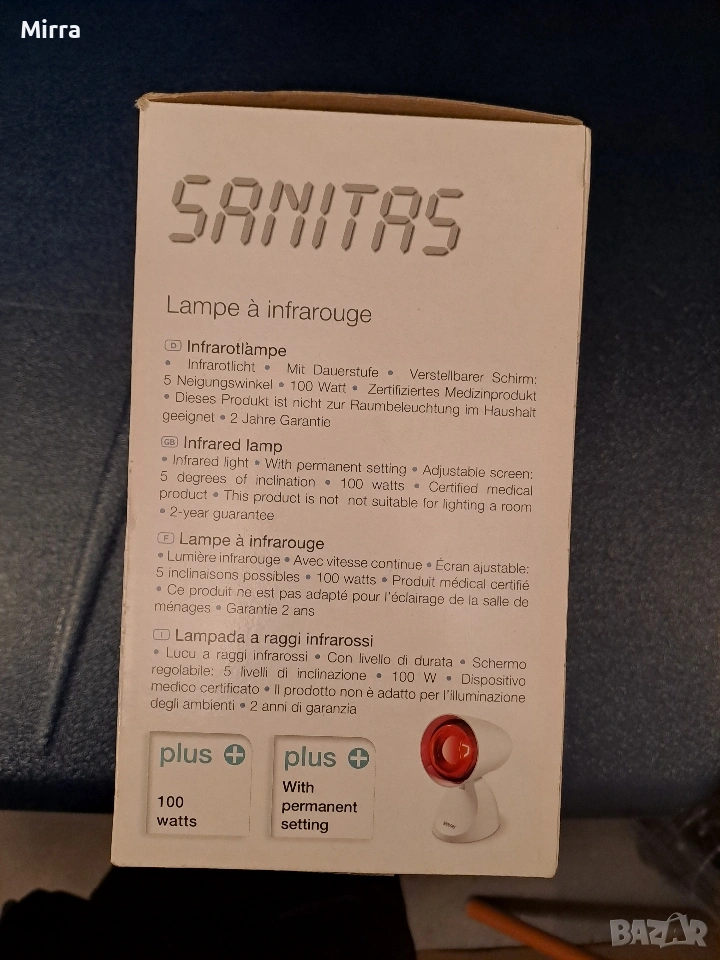 Mirra
SANITAS
Lampe à infrarouge
D Infrarotlampe
• Infrarotlicht • Mit Dauerstufe • Verstellbarer Schirm:
5 Neigungswinkel • 100 Watt • Zertifiziertes Medizinprodukt
• Dieses Produkt ist nicht zur Raumbeleuchtung im Haushalt
geeignet • 2 Jahre Garantie
GB Infrared lamp
• Infrared light • With permanent setting • Adjustable screen:
5 degrees of inclination • 100 watts • Certified medical
product • This product is not not suitable for lighting a room
• 2-year guarantee
F Lampe à infrarouge
• Lumière infrarouge • Avec vitesse continue • Écran ajustable:
5 inclinaisons possibles • 100 watts • Produit médical certifié
• Ce produit ne est pas adapté pour l'éclairage de la salle de
ménages • Garantie 2 ans
I Lampada a raggi infrarossi
• Lucu a raggi infrarossi • Con livello di durata • Schermo
regolabile: 5 livelli di inclinazione • 100 W • Dispositivo
medico certificato • Il prodotto non è adatto per l'illuminazione
degli ambienti • 2 anni di garanzia
plus +
100
watts
plus +
With
permanent
setting
BAZAR